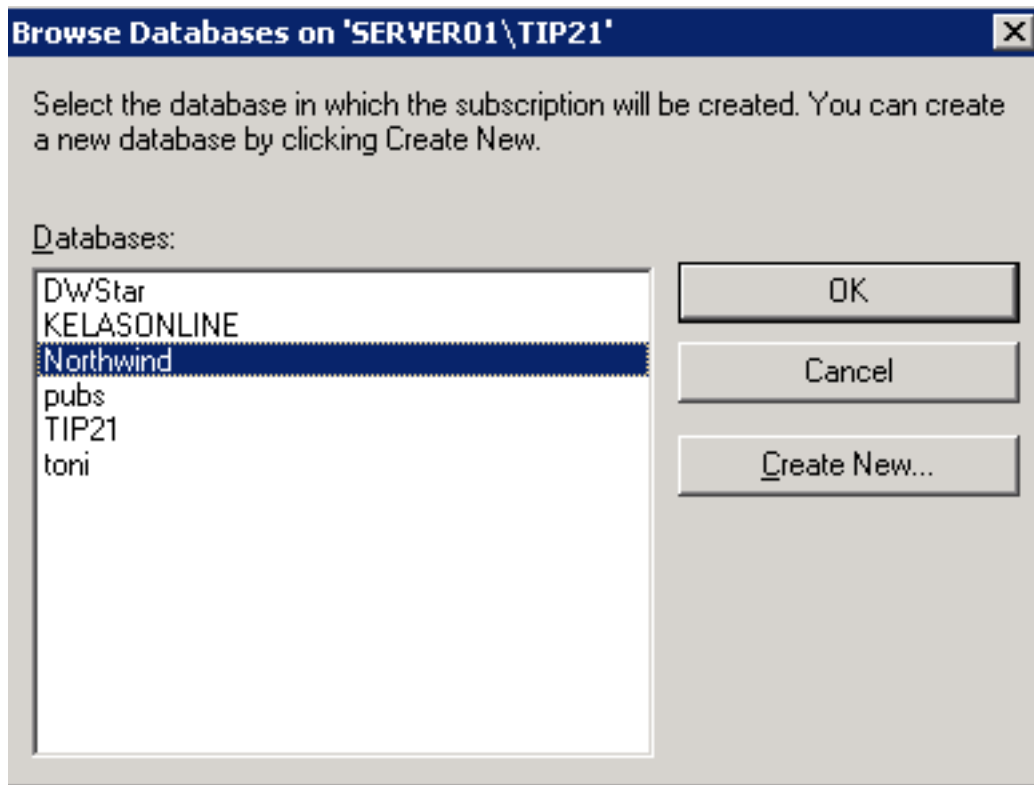 Browse Databases on 'SERVER01\TIP21'
Select the database in which the subscription will be created. You can create
a new database by clicking Create New.
Databases:
DWStar
KELASONLINE
Northwind
pubs
TIP21
toni
OK
Cancel
Create New...